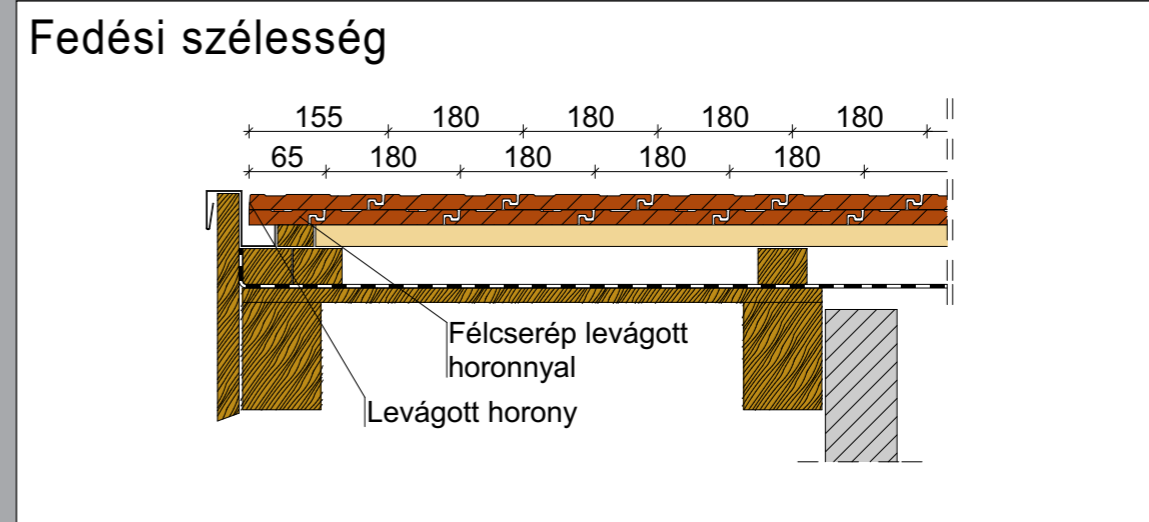 Fedési szélesség
155 180 180 180 180
65 180 180 180 180
Félcserép levágott
horonnyal
Levágott horony